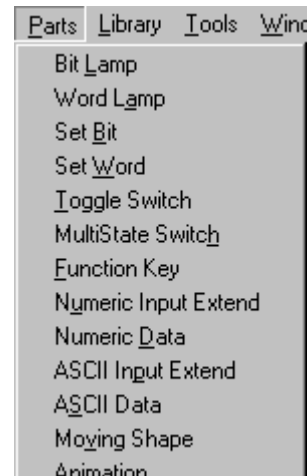 Parts Library Tools Wind
Bit Lamp
Word Lamp
Set Bit
Set Word
Toggle Switch
MultiState Switch
Function Key
Numeric Input Extend
Numeric Data
ASCII Input Extend
ASCII Data
Moving Shape
Animation